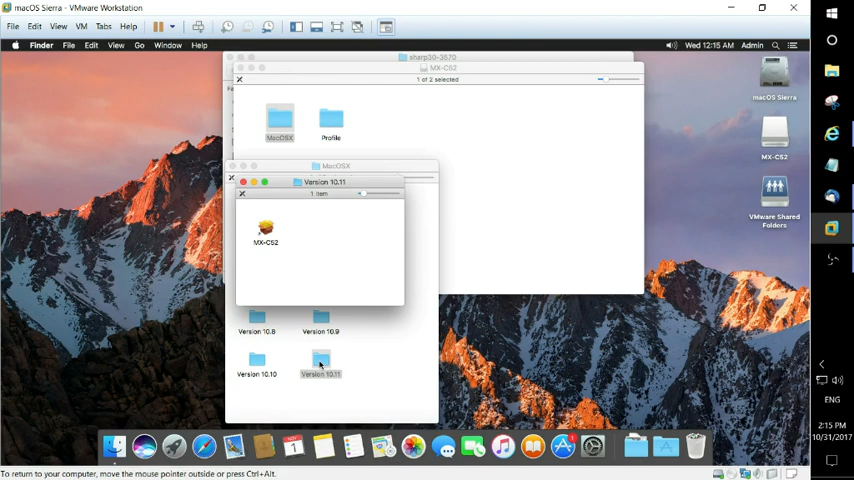 macOS Sierra - VMware Workstation
File Edit View VM Tabs Help
Finder File Edit View Go Window Help
Wed 12:15 AM Admin
sharp30-3570
MX-C52
1 of 2 selected
MacOSX
Profile
MacOSX
Version 10.11
1 item
MX-C52
Version 10.8
Version 10.9
Version 10.10
Version 10.11
macOS Sierra
MX-C52
VMware Shared
Folders
ENG
2:15 PM
10/31/2017
To return to your computer, move the mouse pointer outside or press Ctrl+Alt.